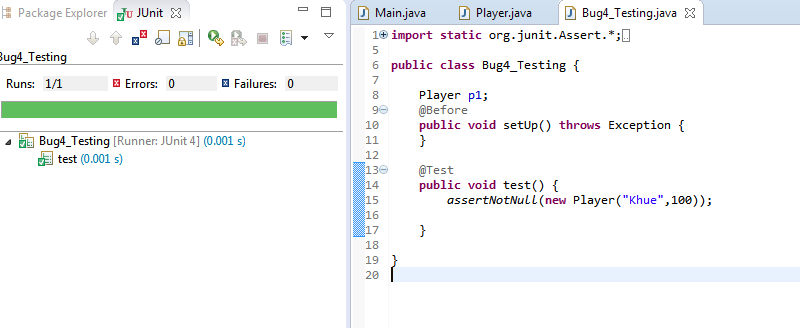 Package Explorer JUnit
Bug4_Testing
Runs: 1/1 Errors: 0 Failures: 0
Bug4_Testing [Runner: JUnit 4] (0.001 s)
test (0.001 s)
Main.java Player.java Bug4_Testing.java
1 import static org.junit.Assert.*;
5
6 public class Bug4_Testing {
7
8 Player p1;
9 @Before
10 public void setUp() throws Exception {
11 }
12
13 @Test
14 public void test() {
15 assertNotNull(new Player("Khue",100));
16
17 }
18
19 }
20